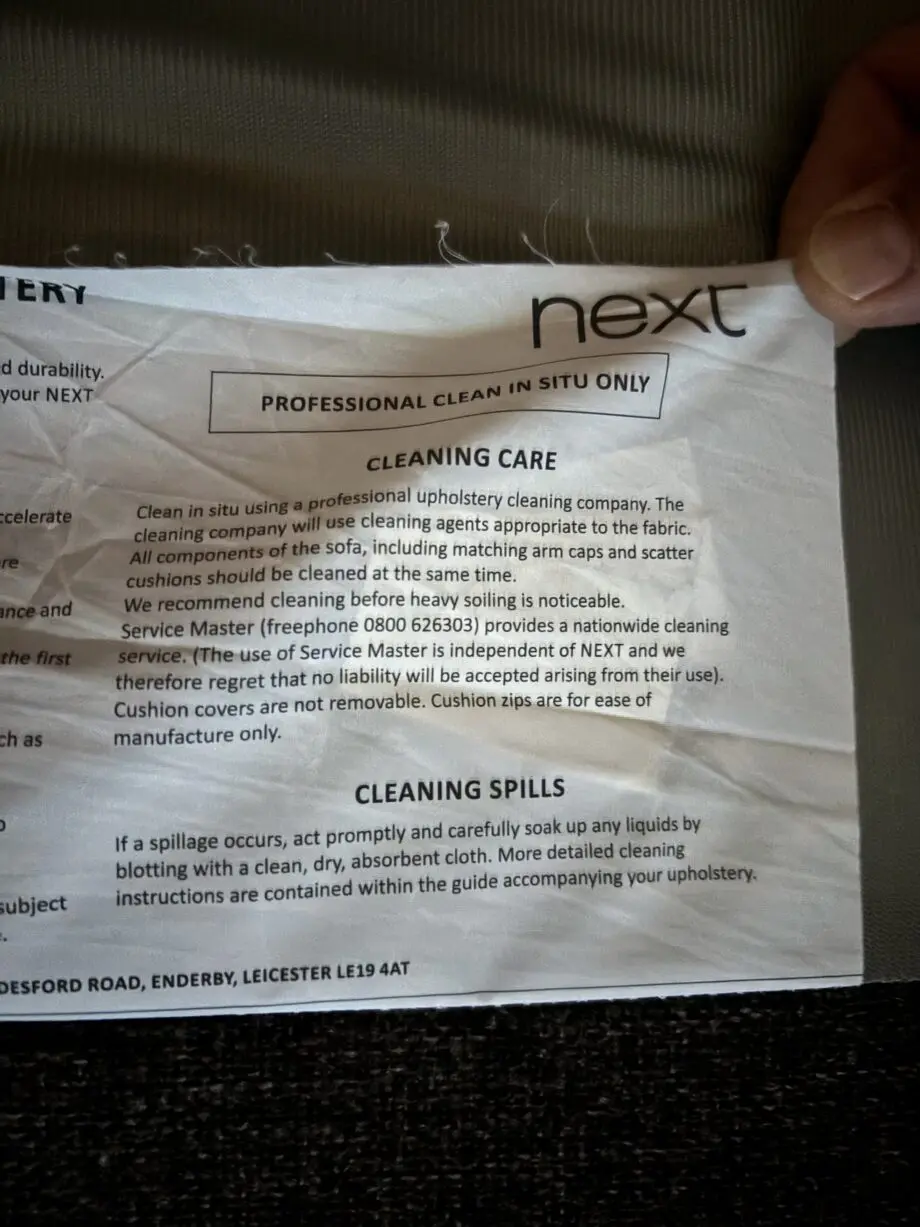 TERY
next
d durability.
your NEXT
PROFESSIONAL CLEAN IN SITU ONLY
CLEANING CARE
ccelerate
re
ance and
the first
ch as
subject
Clean in situ using a professional upholstery cleaning company. The
cleaning company will use cleaning agents appropriate to the fabric.
All components of the sofa, including matching arm caps and scatter
cushions should be cleaned at the same time.
We recommend cleaning before heavy soiling is noticeable.
Service Master (freephone 0800 626303) provides a nationwide cleaning
service. (The use of Service Master is independent of NEXT and we
therefore regret that no liability will be accepted arising from their use).
Cushion covers are not removable. Cushion zips are for ease of
manufacture only.
CLEANING SPILLS
If a spillage occurs, act promptly and carefully soak up any liquids by
blotting with a clean, dry, absorbent cloth. More detailed cleaning
instructions are contained within the guide accompanying your upholstery.
DESFORD ROAD, ENDERBY, LEICESTER LE19 4AT